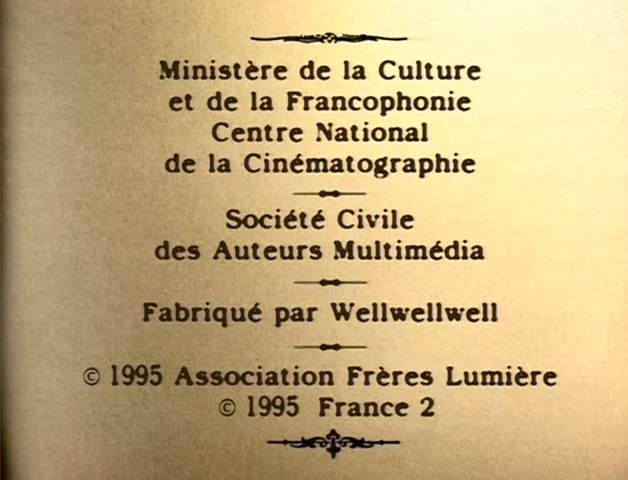 Ministère de la Culture
et de la Francophonie
Centre National
de la Cinématographie
Société Civile
des Auteurs Multimédia
Fabriqué par Wellwellwell
© 1995 Association Frères Lumière
© 1995 France 2